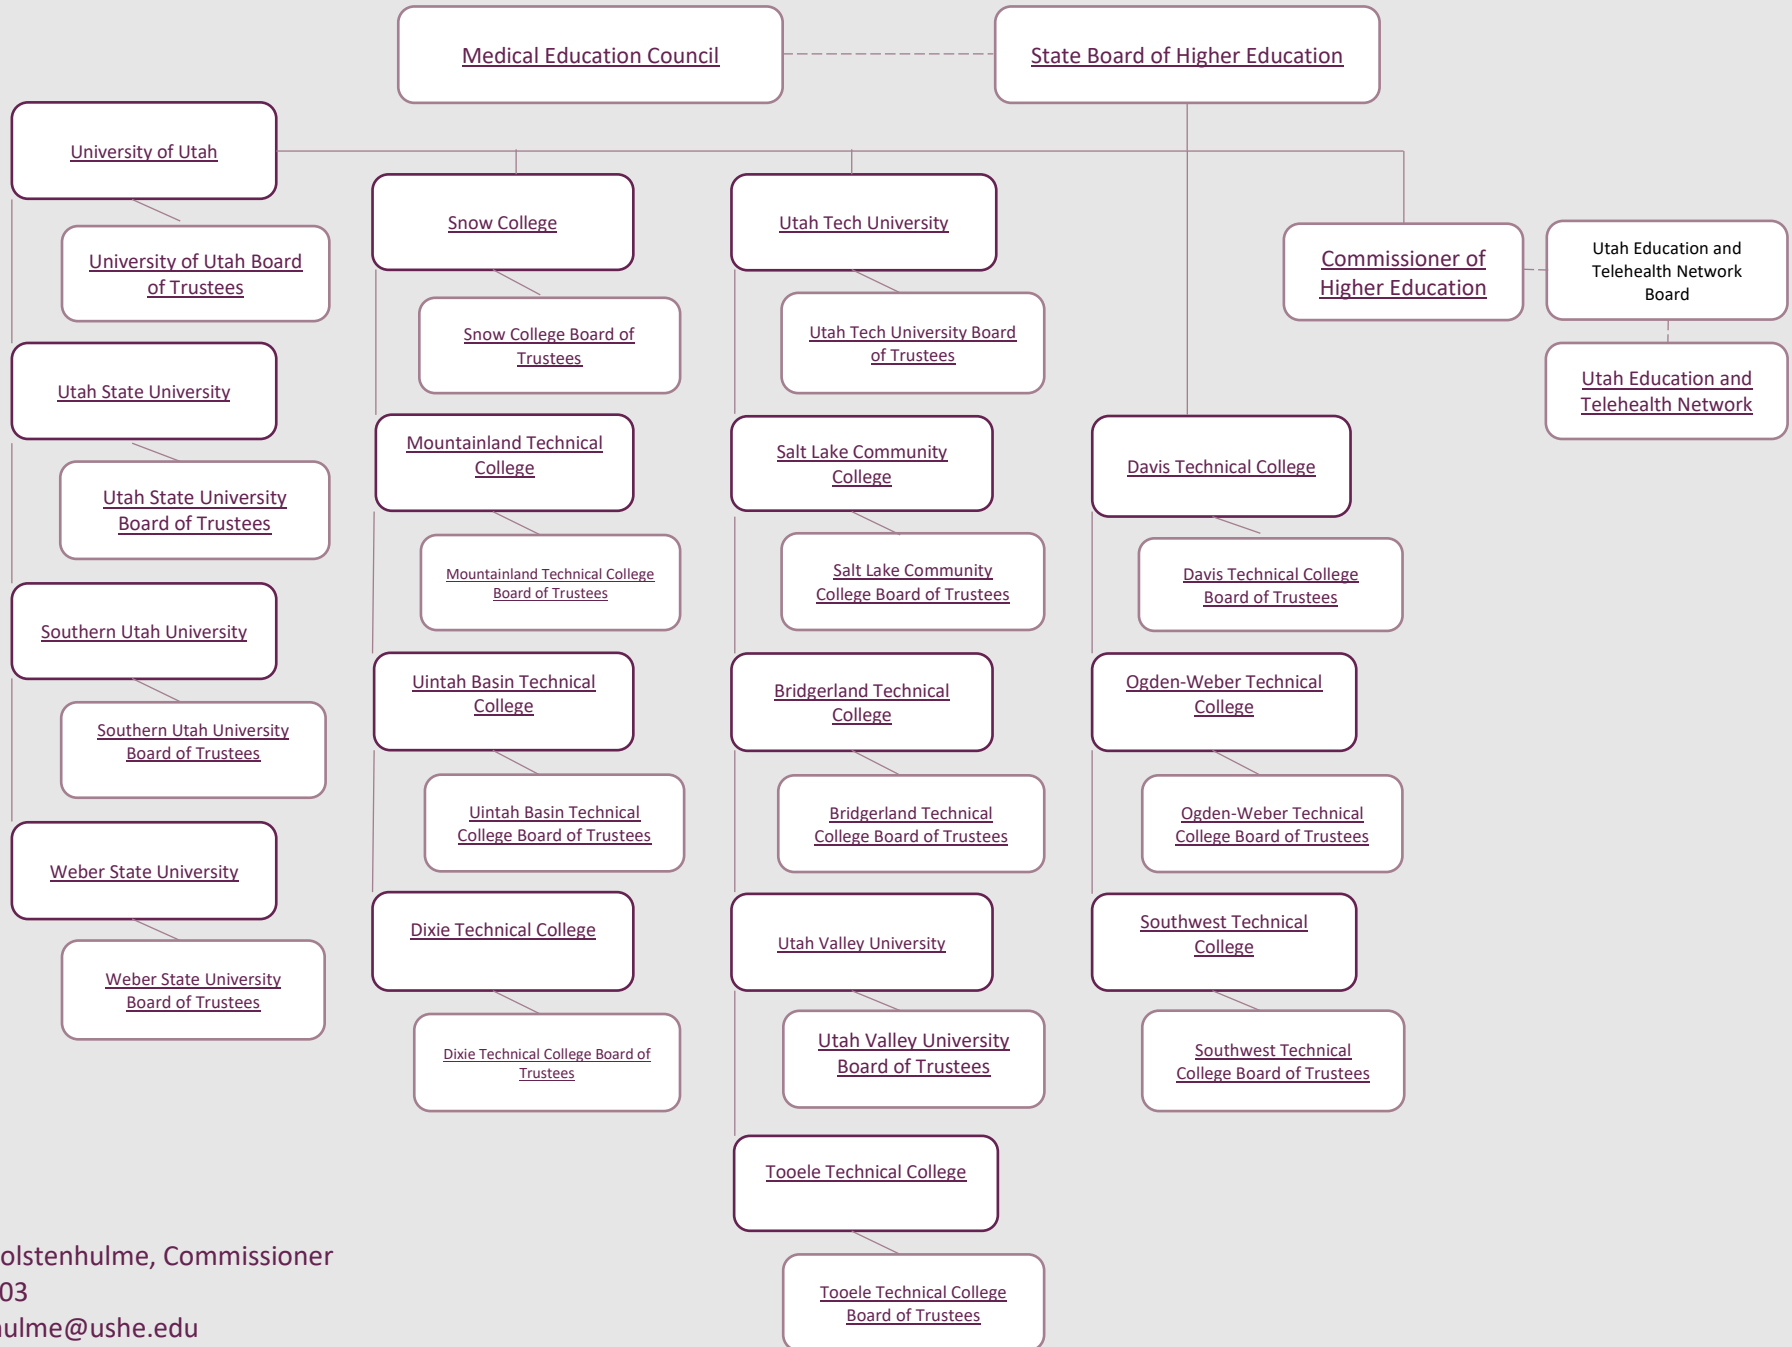 Medical Education Council
State Board of Higher Education
University of Utah
University of Utah Board
of Trustees
Utah State University
Utah State University
Board of Trustees
Southern Utah University
Southern Utah University
Board of Trustees
Weber State University
Weber State University
Board of Trustees
Snow College
Snow College Board of
Trustees
Mountainland Technical
College
Mountainland Technical College
Board of Trustees
Uintah Basin Technical
College
Uintah Basin Technical
College Board of Trustees
Dixie Technical College
Dixie Technical College Board of
Trustees
Utah Tech University
Utah Tech University Board
of Trustees
Salt Lake Community
College
Salt Lake Community
College Board of Trustees
Bridgerland Technical
College
Bridgerland Technical
College Board of Trustees
Utah Valley University
Utah Valley University
Board of Trustees
Tooele Technical College
Tooele Technical College
Board of Trustees
Davis Technical College
Davis Technical College
Board of Trustees
Ogden-Weber Technical
College
Ogden-Weber Technical
College Board of Trustees
Southwest Technical
College
Southwest Technical
College Board of Trustees
Commissioner of
Higher Education
Utah Education and
Telehealth Network
Board
Utah Education and
Telehealth Network
olstenhulme, Commissioner
03
ulme@ushe.edu